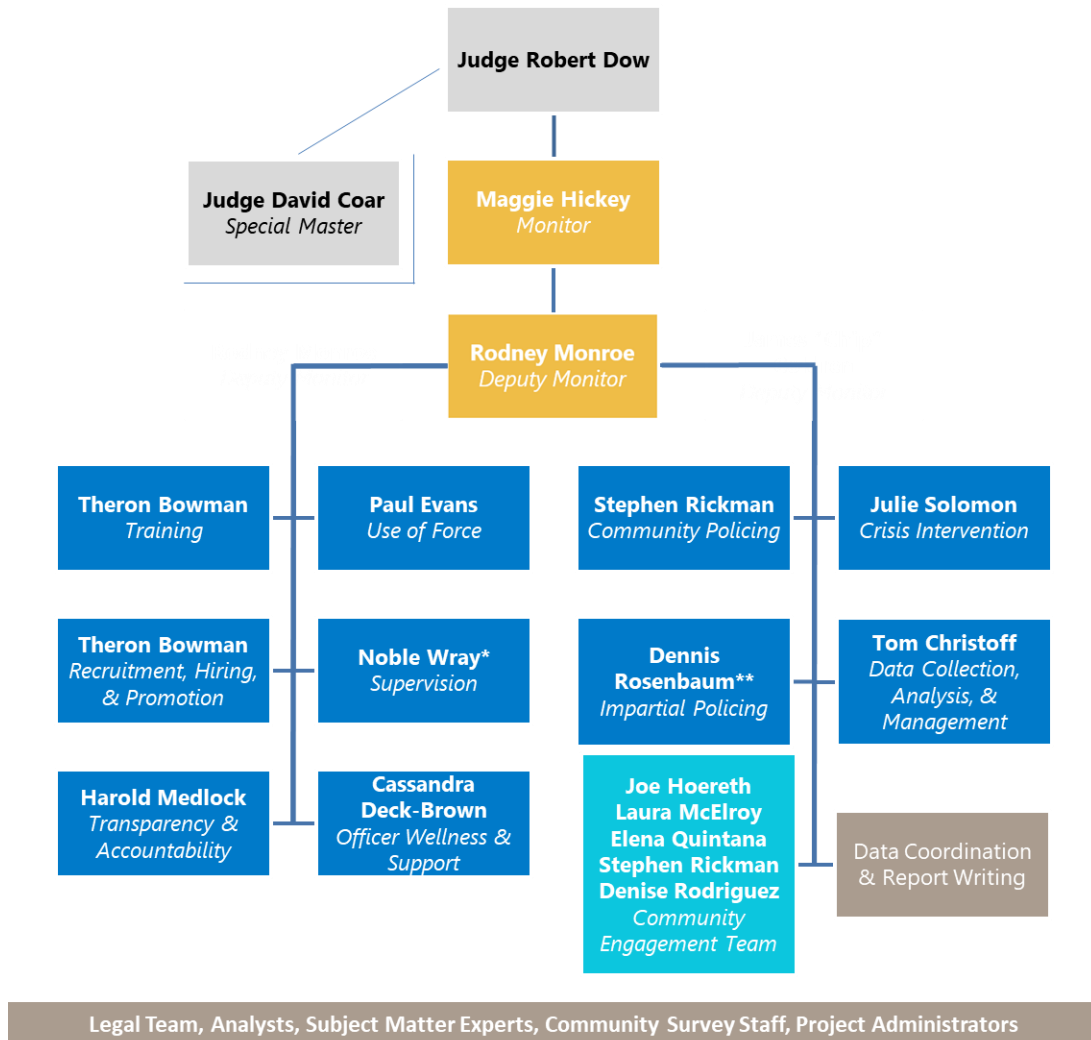 Judge Robert Dow
Judge David Coar
Special Master
Maggie Hickey
Monitor
Rodney Monroe
Deputy Monitor
Theron Bowman
Training
Paul Evans
Use of Force
Stephen Rickman
Community Policing
Julie Solomon
Crisis Intervention
Theron Bowman
Recruitment, Hiring,
& Promotion
Noble Wray*
Supervision
Dennis
Rosenbaum**
Impartial Policing
Tom Christoff
Data Collection,
Analysis, &
Management
Harold Medlock
Transparency &
Accountability
Cassandra
Deck-Brown
Officer Wellness &
Support
Joe Hoereth
Laura McElroy
Elena Quintana
Stephen Rickman
Denise Rodriguez
Community
Engagement Team
Data Coordination
& Report Writing
Legal Team, Analysts, Subject Matter Experts, Community Survey Staff, Project Administrators